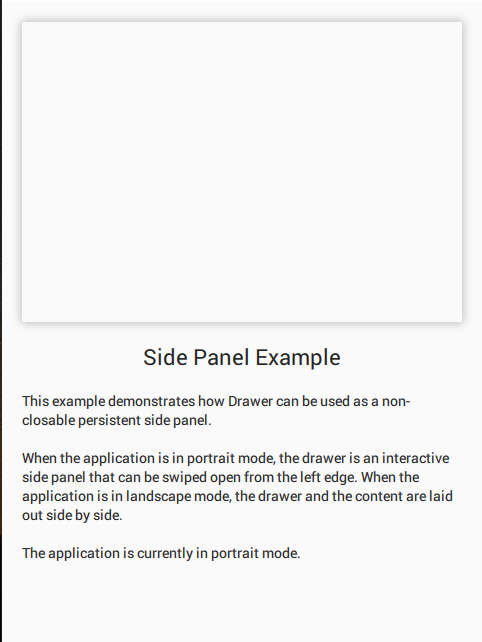 Side Panel Example
This example demonstrates how Drawer can be used as a non-
closable persistent side panel.
When the application is in portrait mode, the drawer is an interactive
side panel that can be swiped open from the left edge. When the
application is in landscape mode, the drawer and the content are laid
out side by side.
The application is currently in portrait mode.